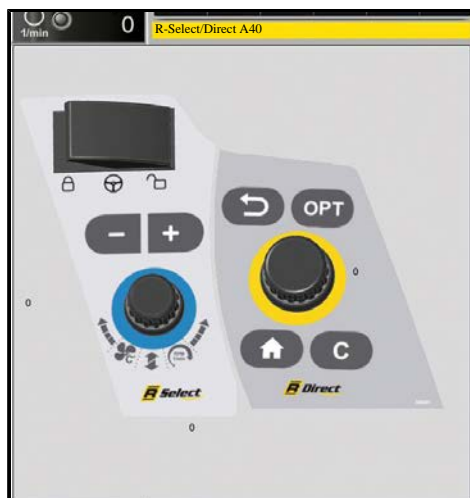 1/min
0
R-Select/Direct A40
- +
OPT
0
0
C
C
R Select
R Direct
0